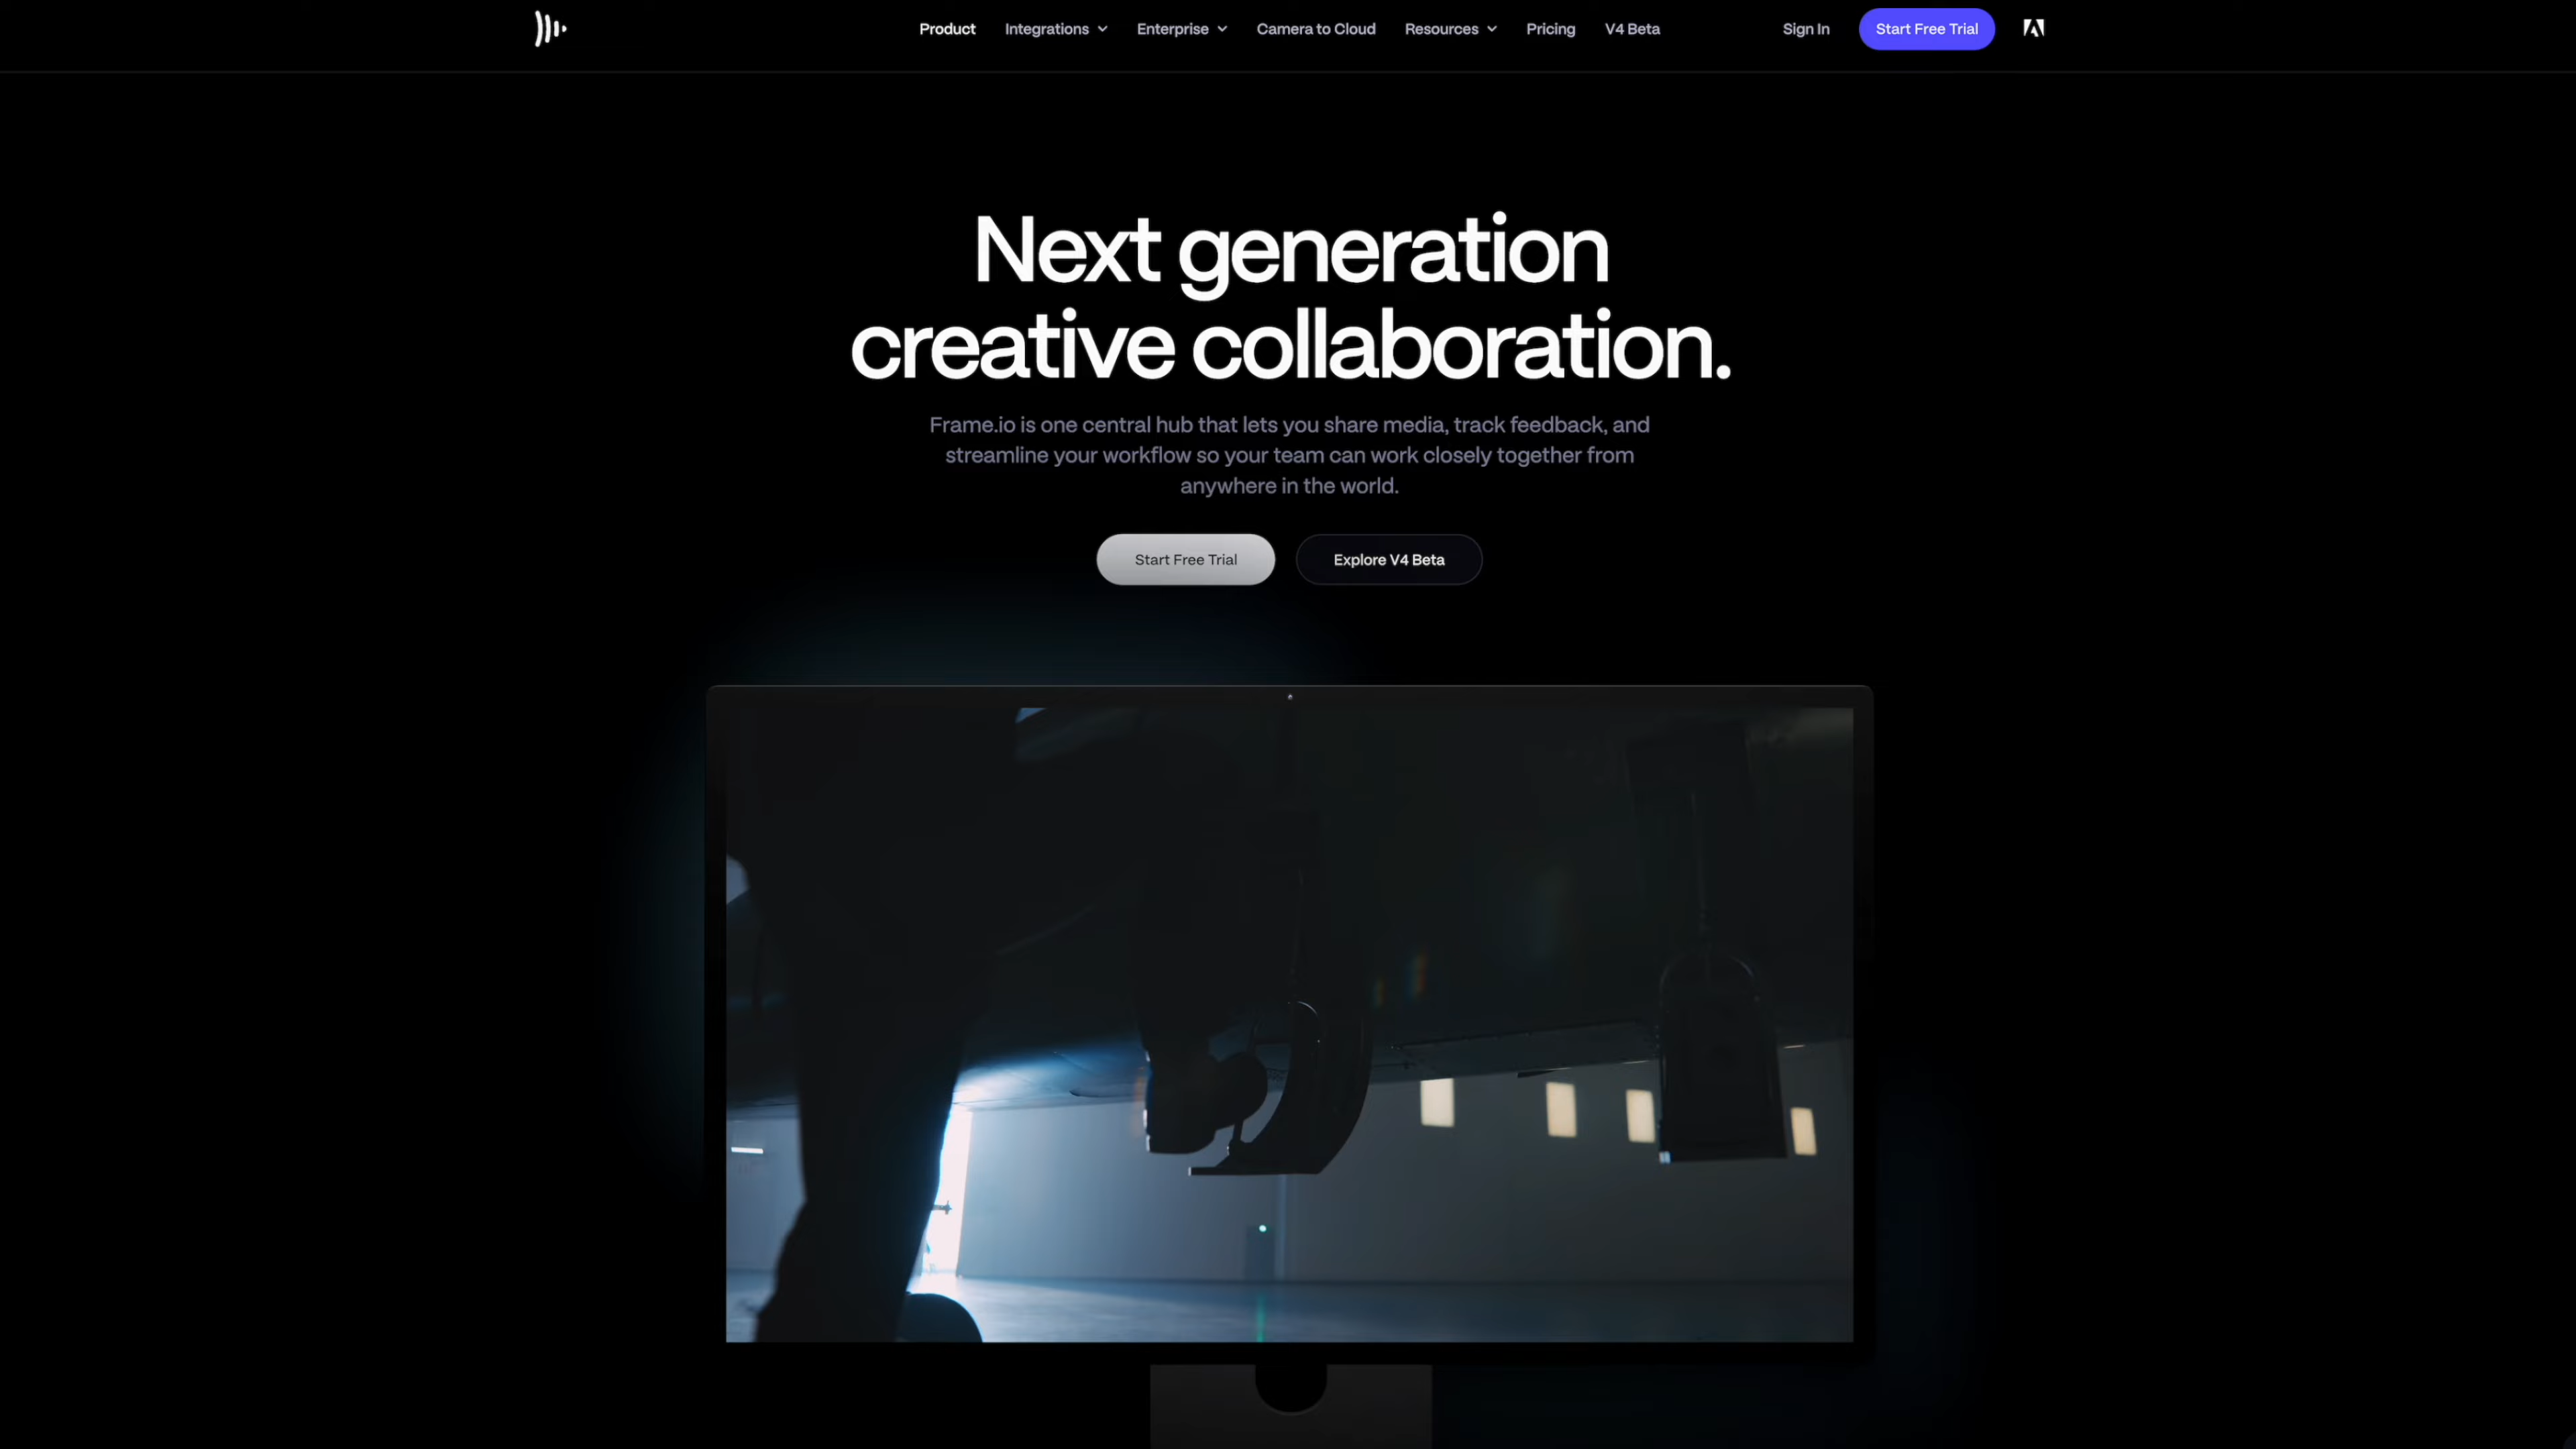 Product
Integrations
Enterprise
Camera to Cloud
Resources
Pricing
V4 Beta
Sign In
Start Free Trial
Next generation
creative collaboration.
Frame.io is one central hub that lets you share media, track feedback, and
streamline your workflow so your team can work closely together from
anywhere in the world.
Start Free Trial
Explore V4 Beta